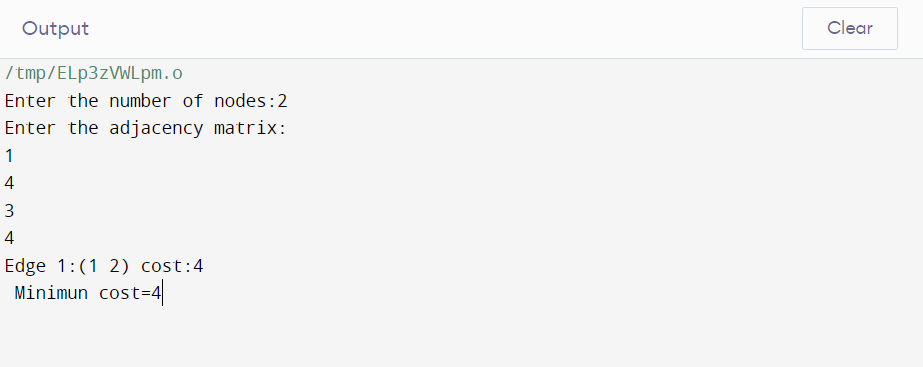 Output
Clear
/tmp/ELp3zVWLpm.o
Enter the number of nodes:2
Enter the adjacency matrix:
1
4
3
4
Edge 1:(1 2) cost:4
Minimun cost=4